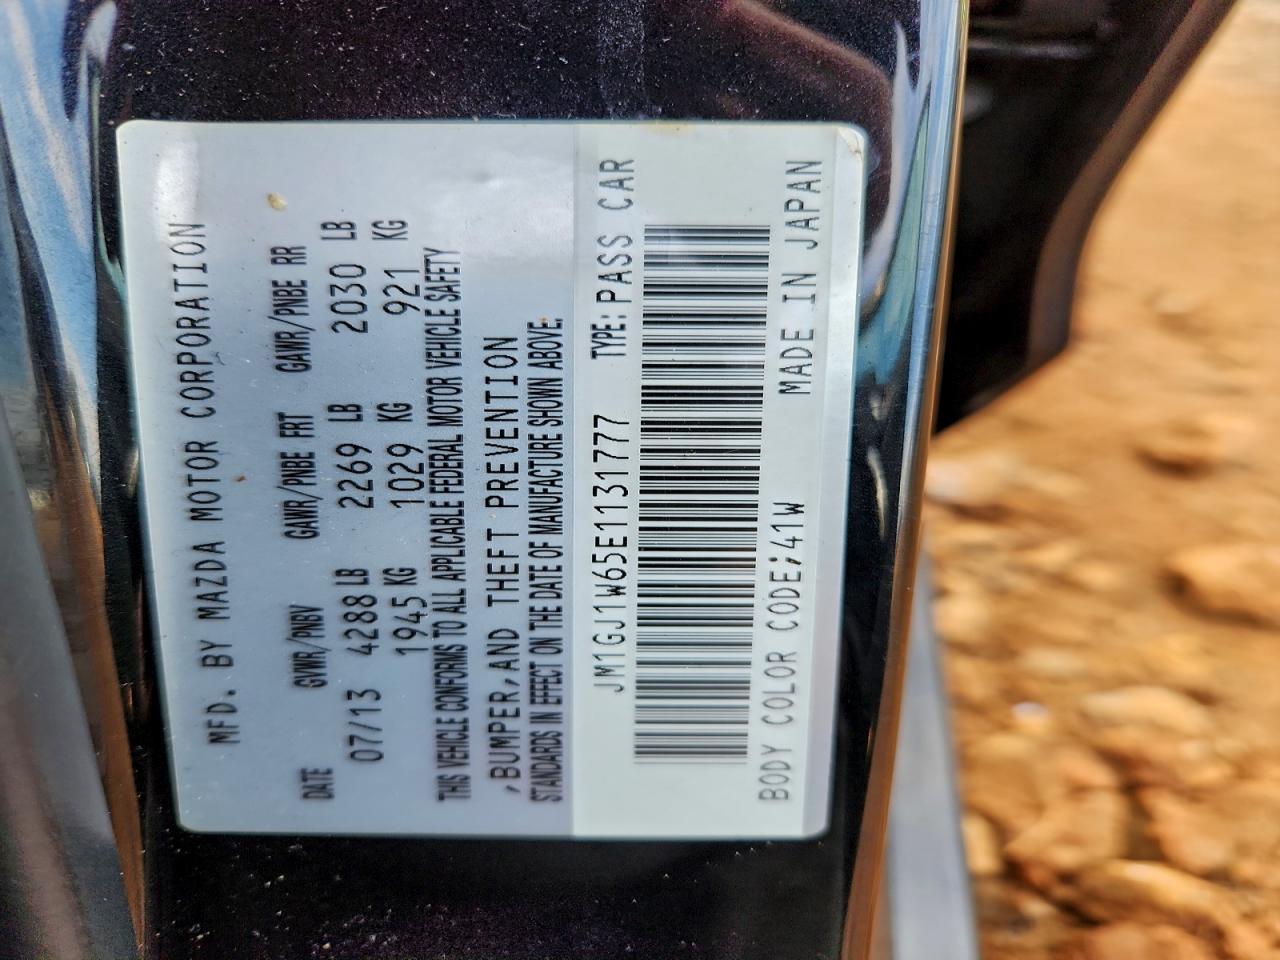 MFD. BY MAZDA MOTOR CORPORATION
DATE GVWR/PNBV GAWR/PNBE FRT GAWR/PNBE RR
07/13 4288 LB 2269 LB 2030 LB
1945 KG 1029 KG 921 KG
THIS VEHICLE CONFORMS TO ALL APPLICABLE FEDERAL MOTOR VEHICLE SAFETY
,BUMPER,AND THEFT PREVENTION
STANDARDS IN EFFECT ON THE DATE OF MANUFACTURE SHOWN ABOVE.
JM1GJ1W65E1131777 TYPE: PASS CAR
BODY COLOR CODE;41W MADE IN JAPAN